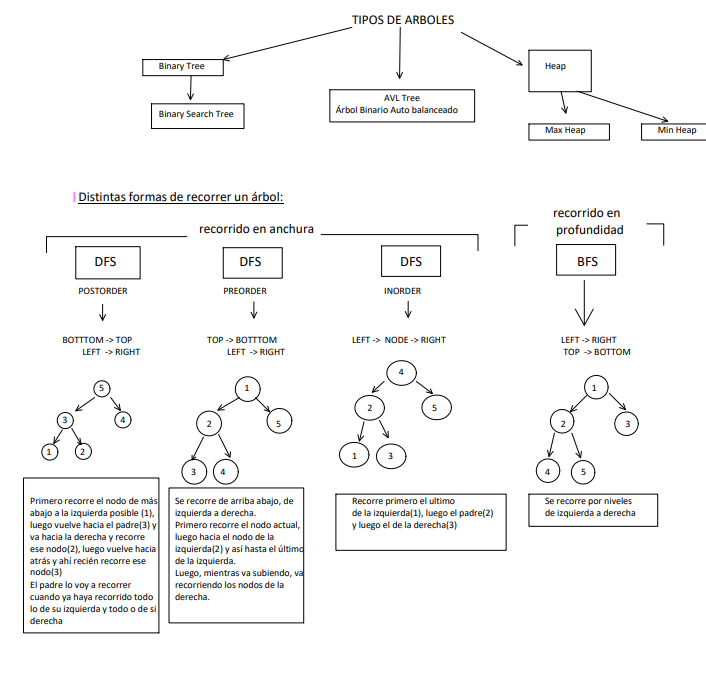 TIPOS DE ARBOLES
Binary Tree
Heap
Binary Search Tree
AVL Tree
Árbol Binario Auto balanceado
Max Heap
Min Heap
Distintas formas de recorrer un árbol:
recorrido en anchura
recorrido en
profundidad
DFS
DFS
DFS
BFS
POSTORDER
PREORDER
INORDER
BOTTTOM -> TOP
LEFT -> RIGHT
TOP -> BOTTTOM
LEFT -> RIGHT
LEFT -> NODE -> RIGHT
LEFT -> RIGHT
TOP -> BOTTOM
5
3
4
1
2
1
2
5
3
4
4
2
5
1
3
1
2
3
4
5
Primero recorre el nodo de más
abajo a la izquierda posible (1),
luego vuelve hacia el padre(3) y
va hacia la derecha y recorre
ese nodo(2), luego vuelve hacia
atrás y ahí recién recorre ese
nodo(3)
El padre lo voy a recorrer
cuando ya haya recorrido todo
lo de su izquierda y todo o de si
derecha
Se recorre de arriba abajo, de
izquierda a derecha.
Primero recorre el nodo actual,
luego hacia el nodo de la
izquierda(2) y así hasta el último
de la izquierda.
Luego, mientras va subiendo, va
recorriendo los nodos de la
derecha.
Recorre primero el ultimo
de la izquierda(1), luego el padre(2)
y luego el de la derecha(3)
Se recorre por niveles
de izquierda a derecha